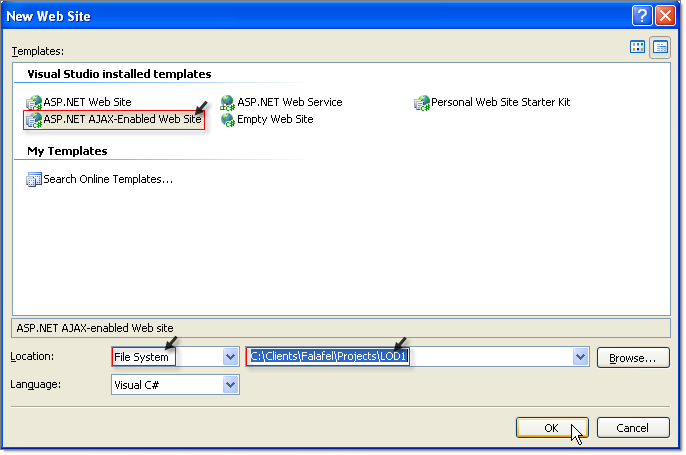 New Web Site
Templates:
Visual Studio installed templates
ASP.NET Web Site
ASP.NET Web Service
Personal Web Site Starter Kit
ASP.NET AJAX-Enabled Web Site
Empty Web Site
My Templates
Search Online Templates...
ASP.NET AJAX-enabled Web site
Location: File System C:\Clients\Falafel\Projects\LOD1 Browse...
Language: Visual C#
OK Cancel